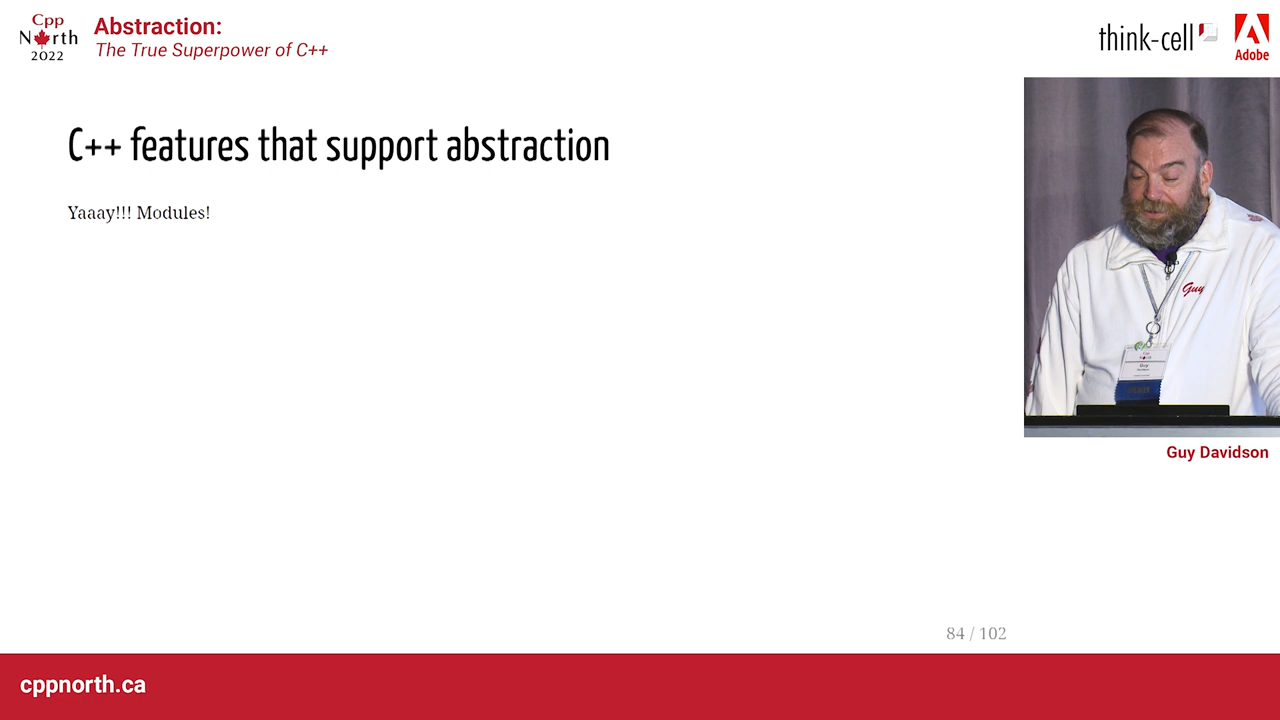 Cpp
North
2022
Abstraction:
The True Superpower of C++
think-cell
Adobe
C++ features that support abstraction
Yaaay!!! Modules!
Guy
Guy Davidson
84 / 102
cppnorth.ca